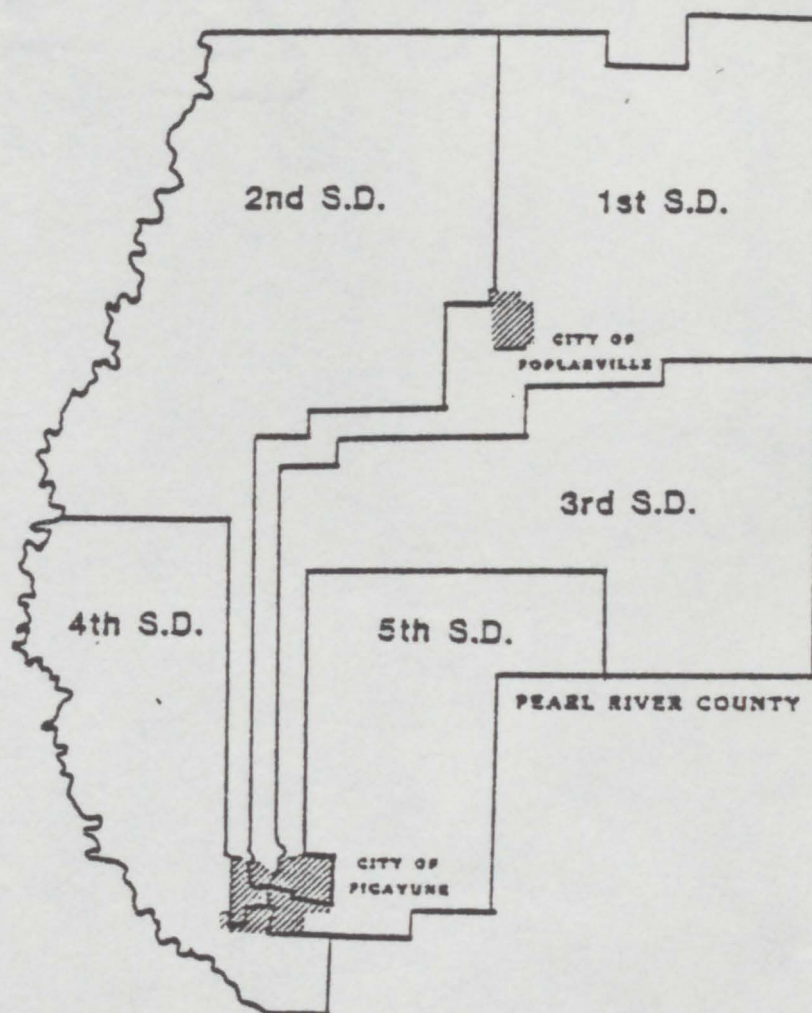 2nd S.D.
1st S.D.
CITY OF
POPLARVILLE
3rd S.D.
4th S.D.
5th S.D.
PEARL RIVER COUNTY
CITY OF
PICAYUNE